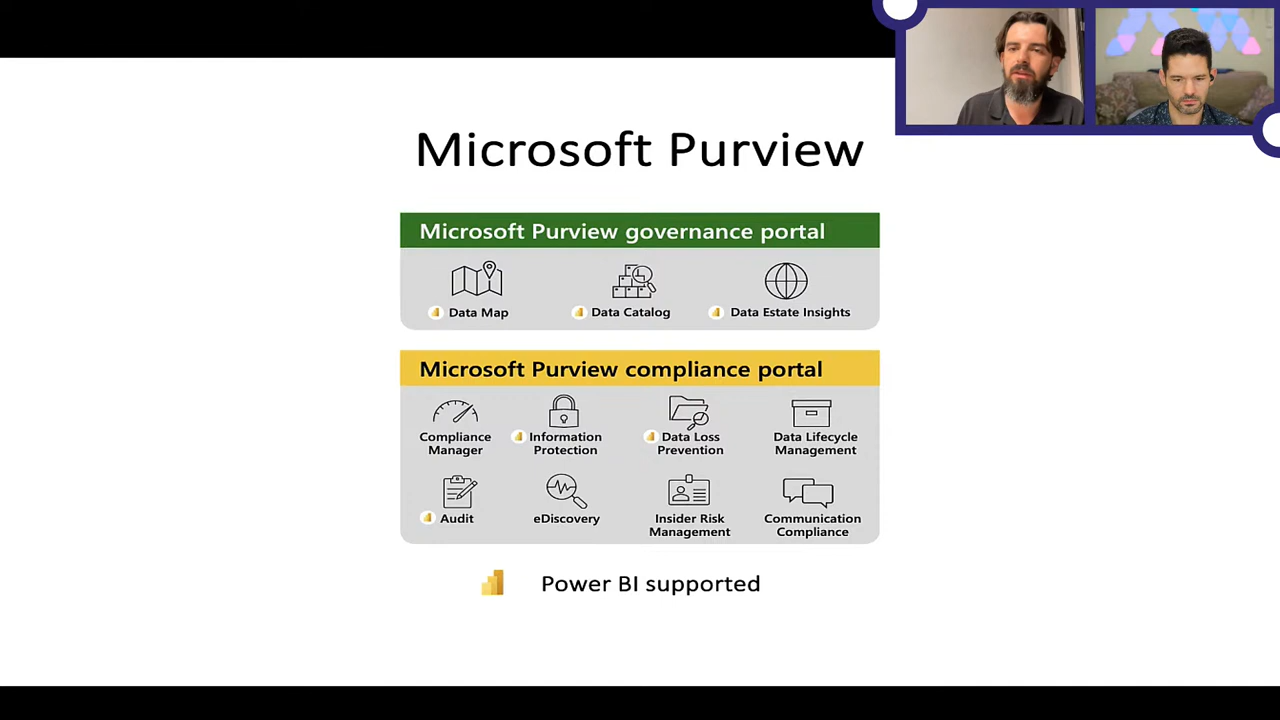 Microsoft Purview
Microsoft Purview governance portal
Data Map
Data Catalog
Data Estate Insights
Microsoft Purview compliance portal
Compliance
Manager
Information
Protection
Data Loss
Prevention
Data Lifecycle
Management
Audit
eDiscovery
Insider Risk
Management
Communication
Compliance
Power BI supported